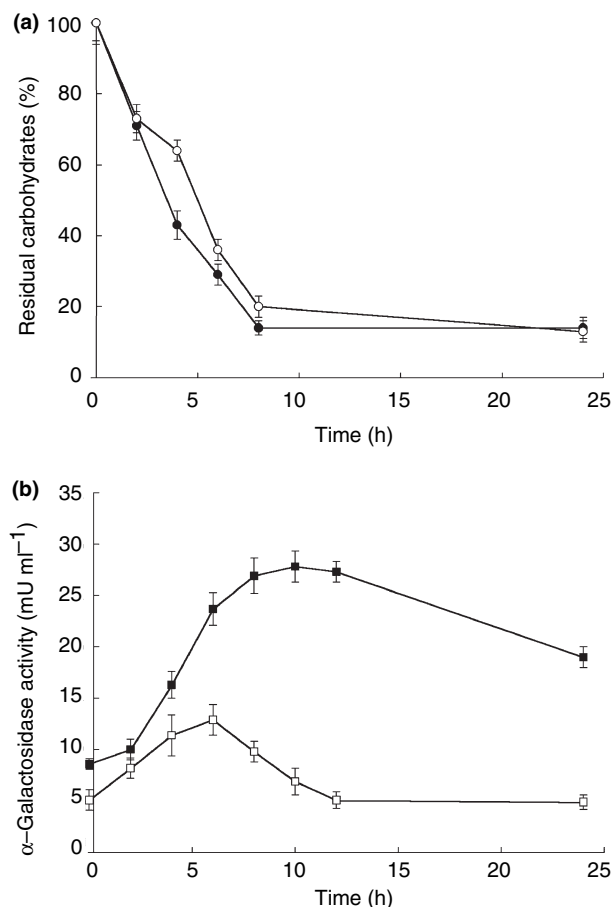 (a)
100
80
60
40
20
0
Residual carbohydrates (%)
0 5 10 15 20 25
Time (h)
(b)
35
30
25
20
15
10
5
0
α–Galactosidase activity (mU ml⁻¹)
0 5 10 15 20 25
Time (h)